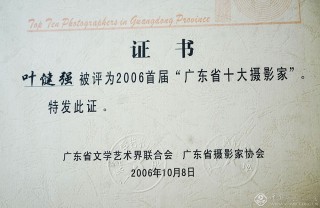 Top Ten Photographers in Guangdong Province
证书
叶健强 被评为2006首届“广东省十大摄影家”。
特发此证。
广东省文学艺术界联合会 广东省摄影家协会
2006年10月8日